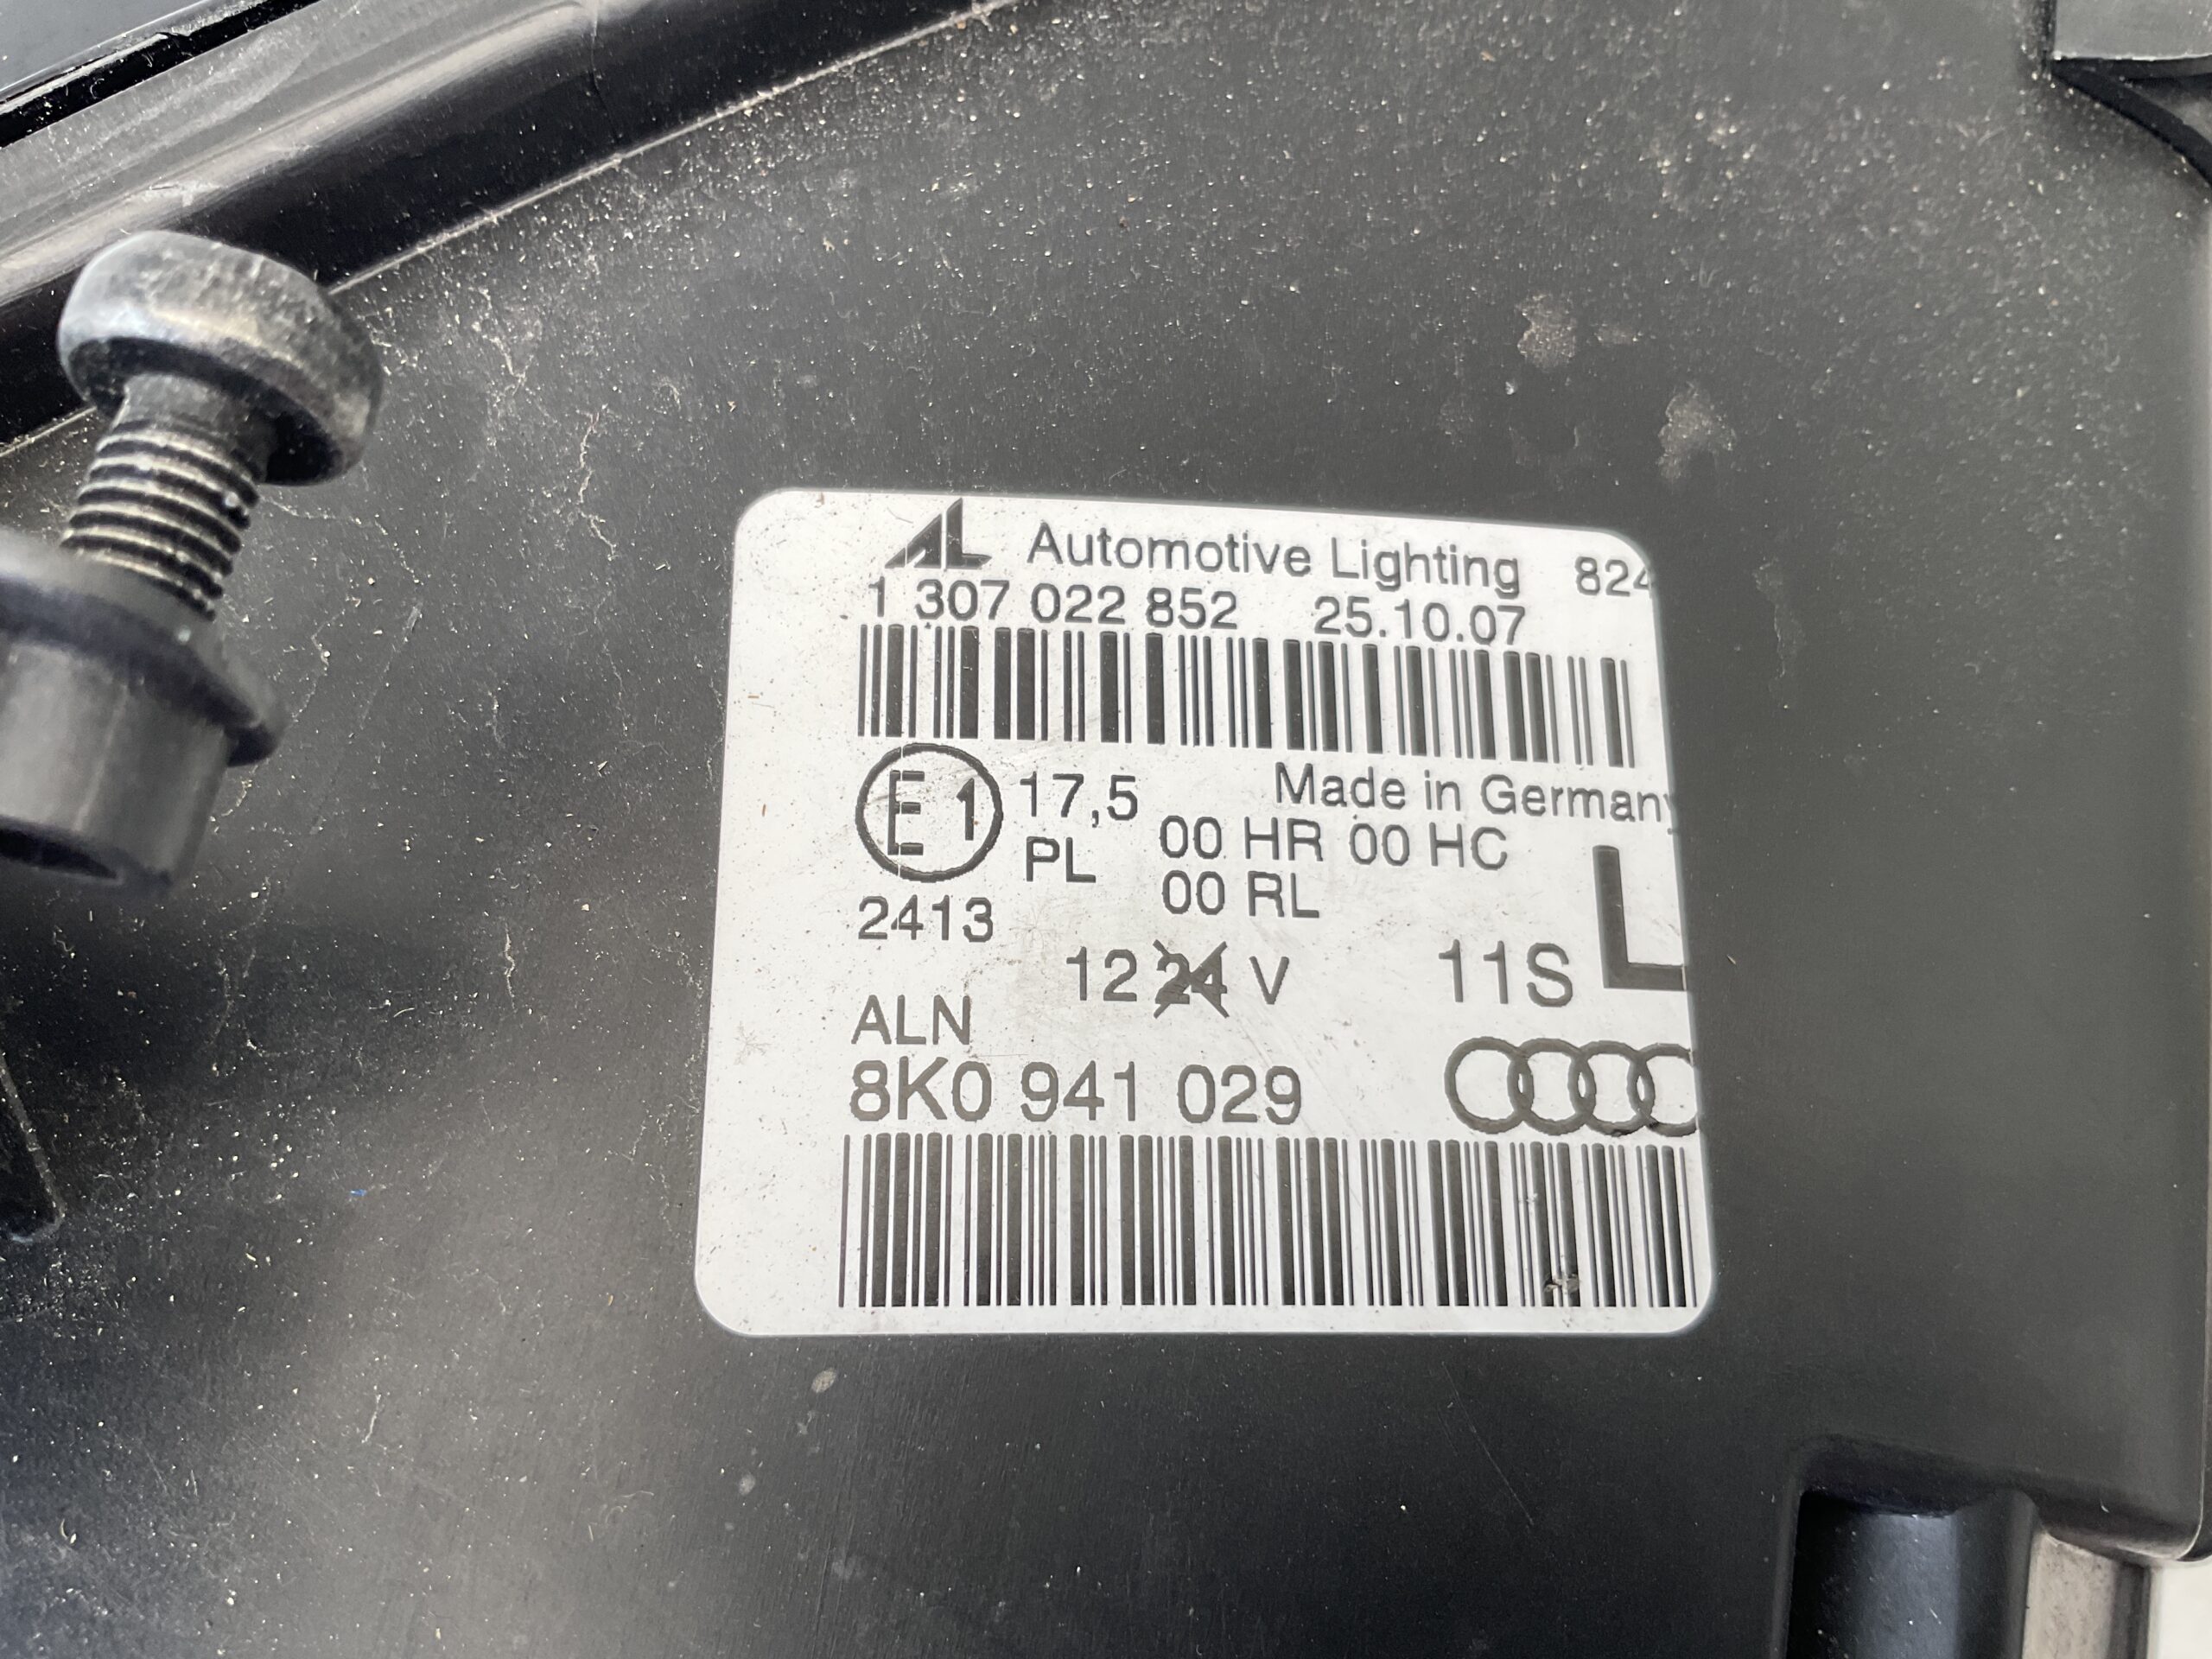 AL Automotive Lighting 824
1 307 022 852 25.10.07
E1 17,5 Made in Germany
PL 00 HR 00 HC
00 RL L
2413
12 24 V 11S
ALN
8K0 941 029